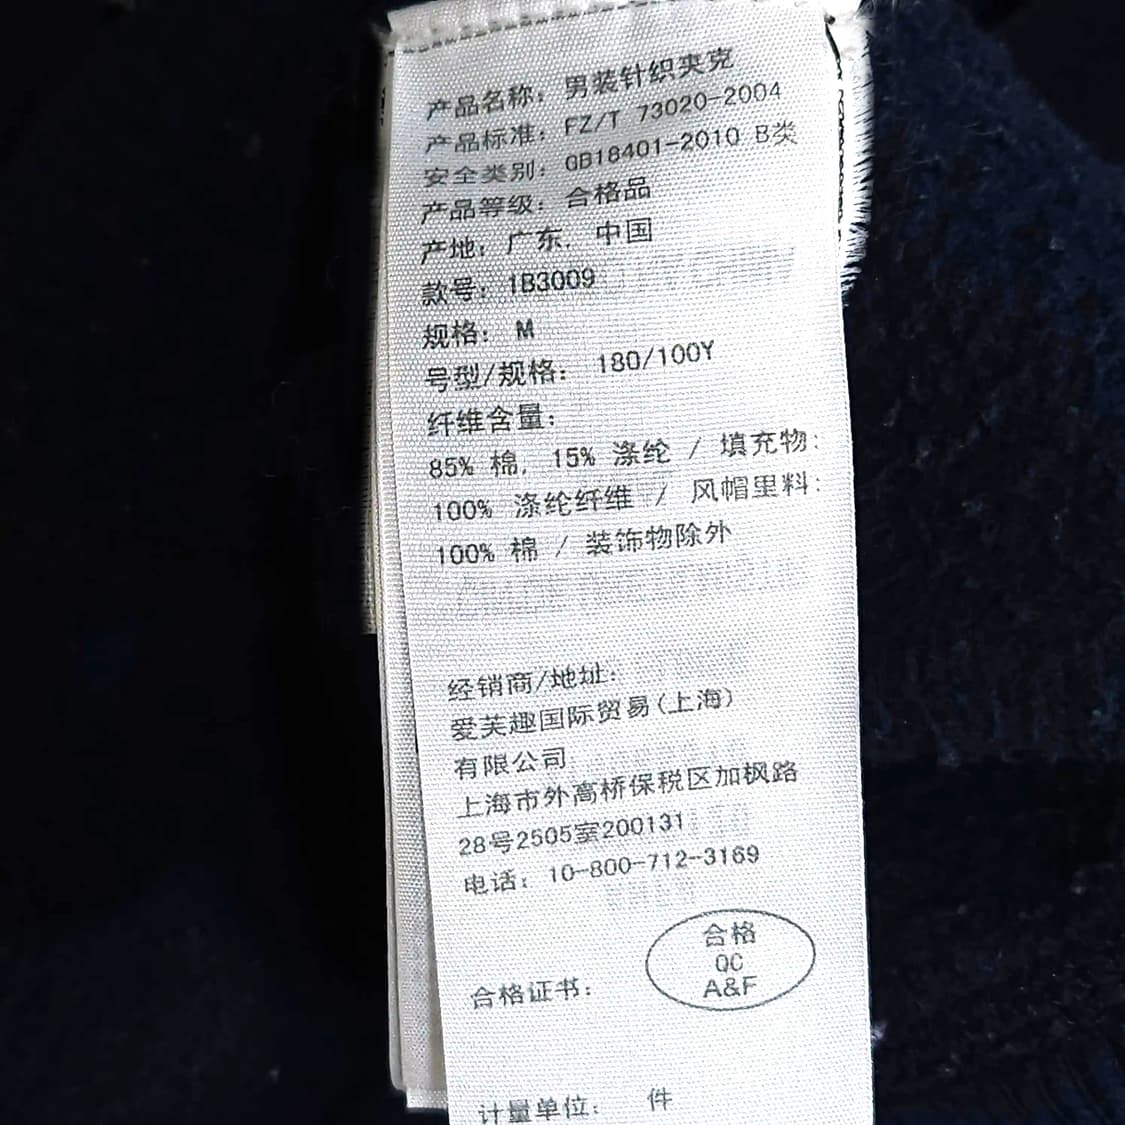 产品名称：男装针织夹克
产品标准：FZ/T 73020-2004
安全类别：GB18401-2010 B类
产品等级：合格品
产地：广东，中国
款号：1B3009
规格：M
号型/规格：180/100Y
纤维含量：
85% 棉，15% 涤纶 / 填充物：
100% 涤纶纤维 / 风帽里料：
100% 棉 / 装饰物除外
经销商/地址：
爱芙趣国际贸易(上海)
有限公司
上海市外高桥保税区加枫路
28号2505室200131
电话：10-800-712-3169
合格
QC
A&F
合格证书：
计量单位： 件